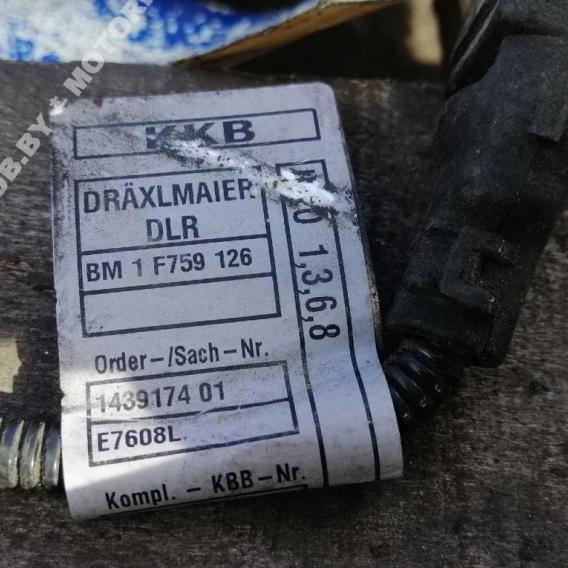 KKB
DRÄXLMAIER
DLR
BM 1 F759 126
Order-/Sach-Nr.
1439174 01
E7608L
Kompl. - KBB-Nr.
1,3,6,8